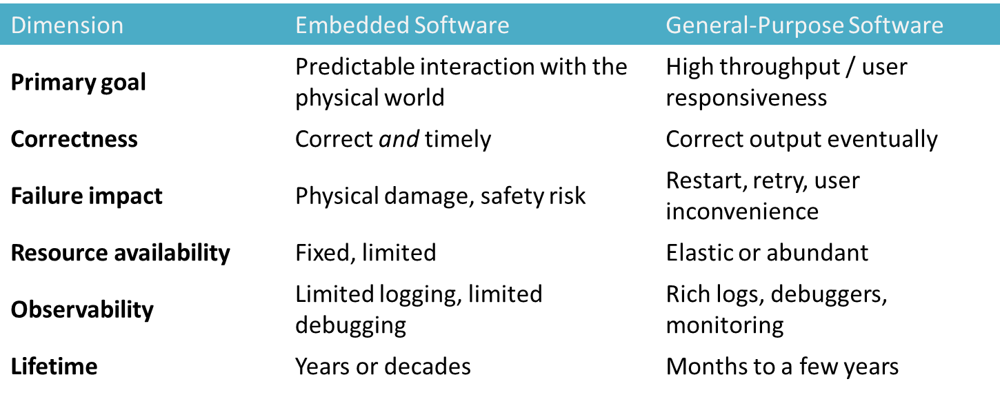 Dimension Embedded Software General-Purpose Software
Primary goal
Predictable interaction with the
physical world
High throughput / user
responsiveness
Correctness Correct and timely Correct output eventually
Failure impact Physical damage, safety risk
Restart, retry, user
inconvenience
Resource availability Fixed, limited Elastic or abundant
Observability
Limited logging, limited
debugging
Rich logs, debuggers,
monitoring
Lifetime Years or decades Months to a few years